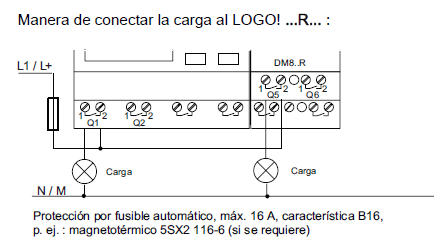 Manera de conectar la carga al LOGO! ...R... :
DM8..R
L1 / L+
1 2 1 2
Q5 Q6
1 2 1 2
Q1 Q2
Carga Carga
N / M
Protección por fusible automático, máx. 16 A, característica B16,
p. ej. : magnetotérmico 5SX2 116-6 (si se requiere)